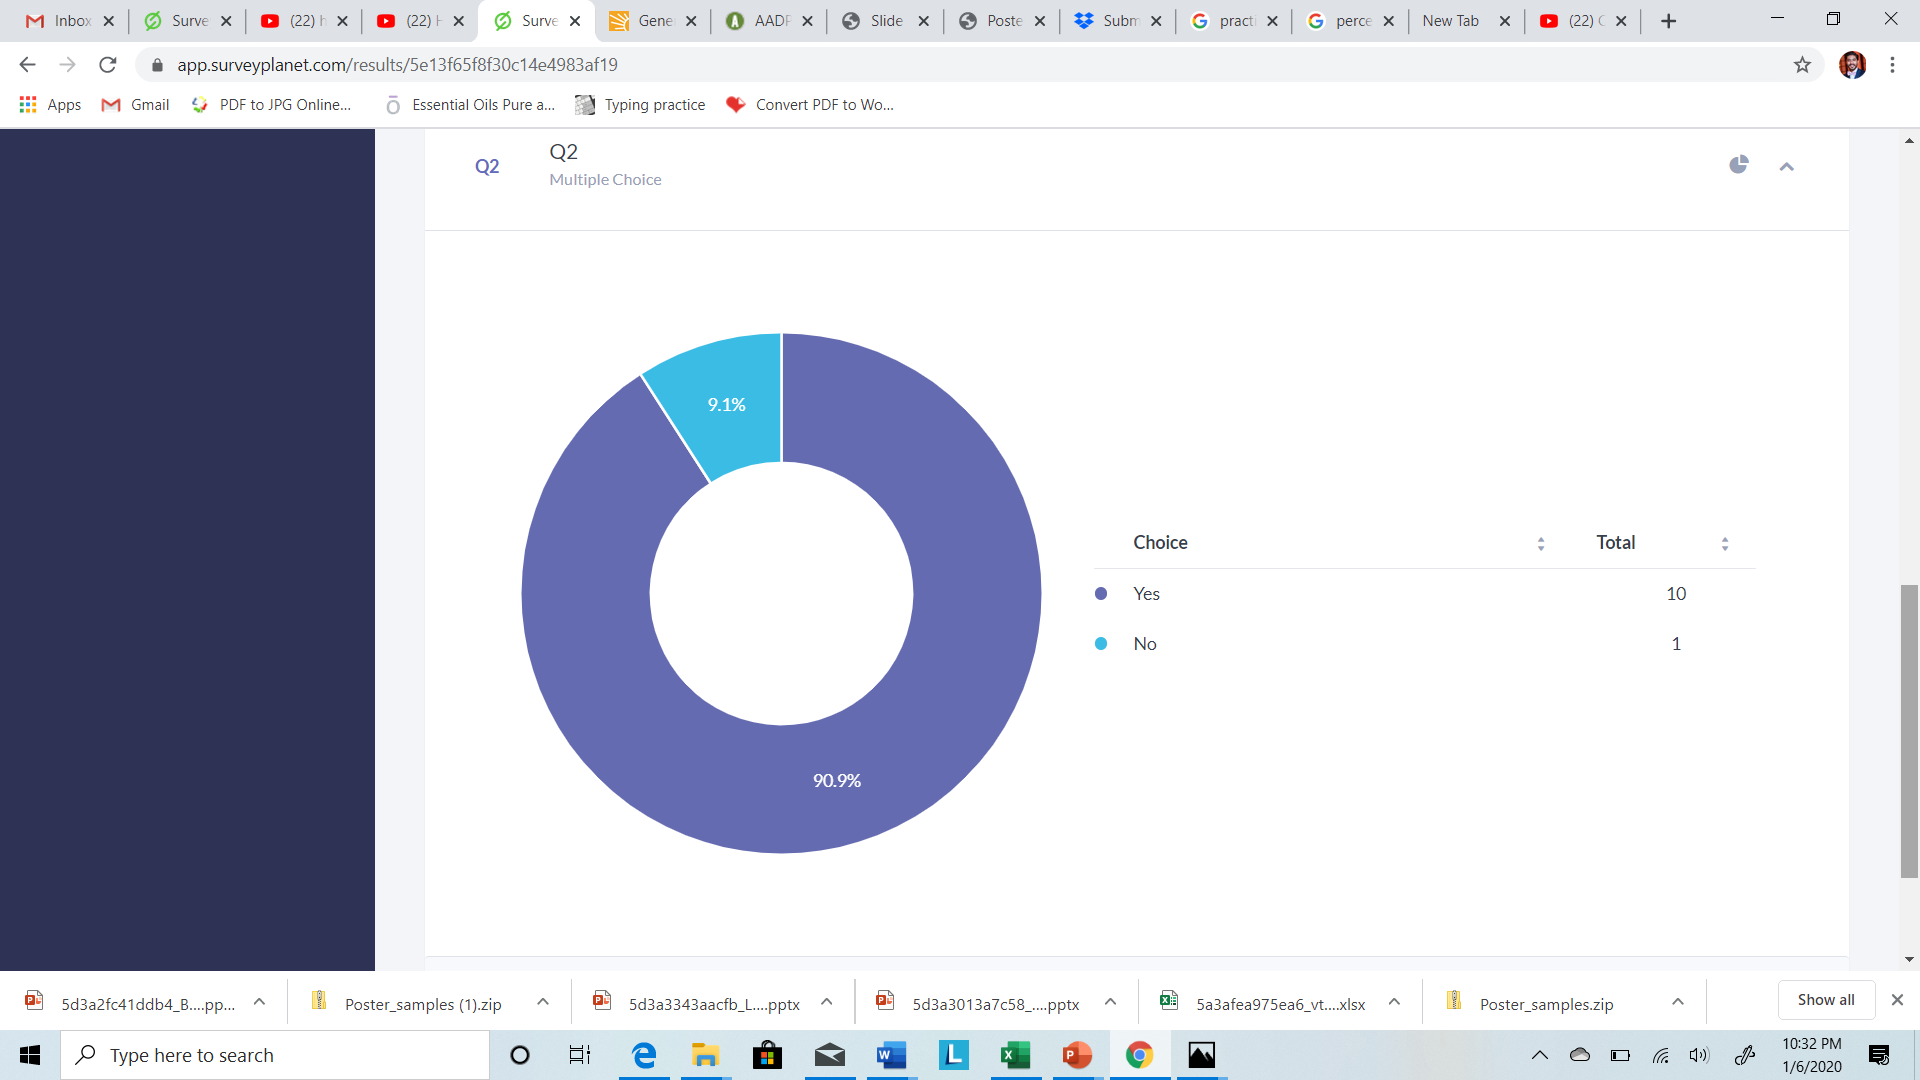 Inbox
Surve
(22) h
(22) H
Surve
Gene
AADP
Slide
Poste
Subm
practi
perce
New Tab
(22) C
app.surveyplanet.com/results/5e13f65f8f30c14e4983af19
Apps
Gmail
PDF to JPG Online...
Essential Oils Pure a...
Typing practice
Convert PDF to Wo...
Q2
Q2
Multiple Choice
9.1%
90.9%
Choice Total
Yes 10
No 1
5d3a2fc41ddb4_B....pp...
Poster_samples (1).zip
5d3a3343aacfb_L....pptx
5d3a3013a7c58_....pptx
5a3afea975ea6_vt....xlsx
Poster_samples.zip
Show all
Type here to search
10:32 PM
1/6/2020